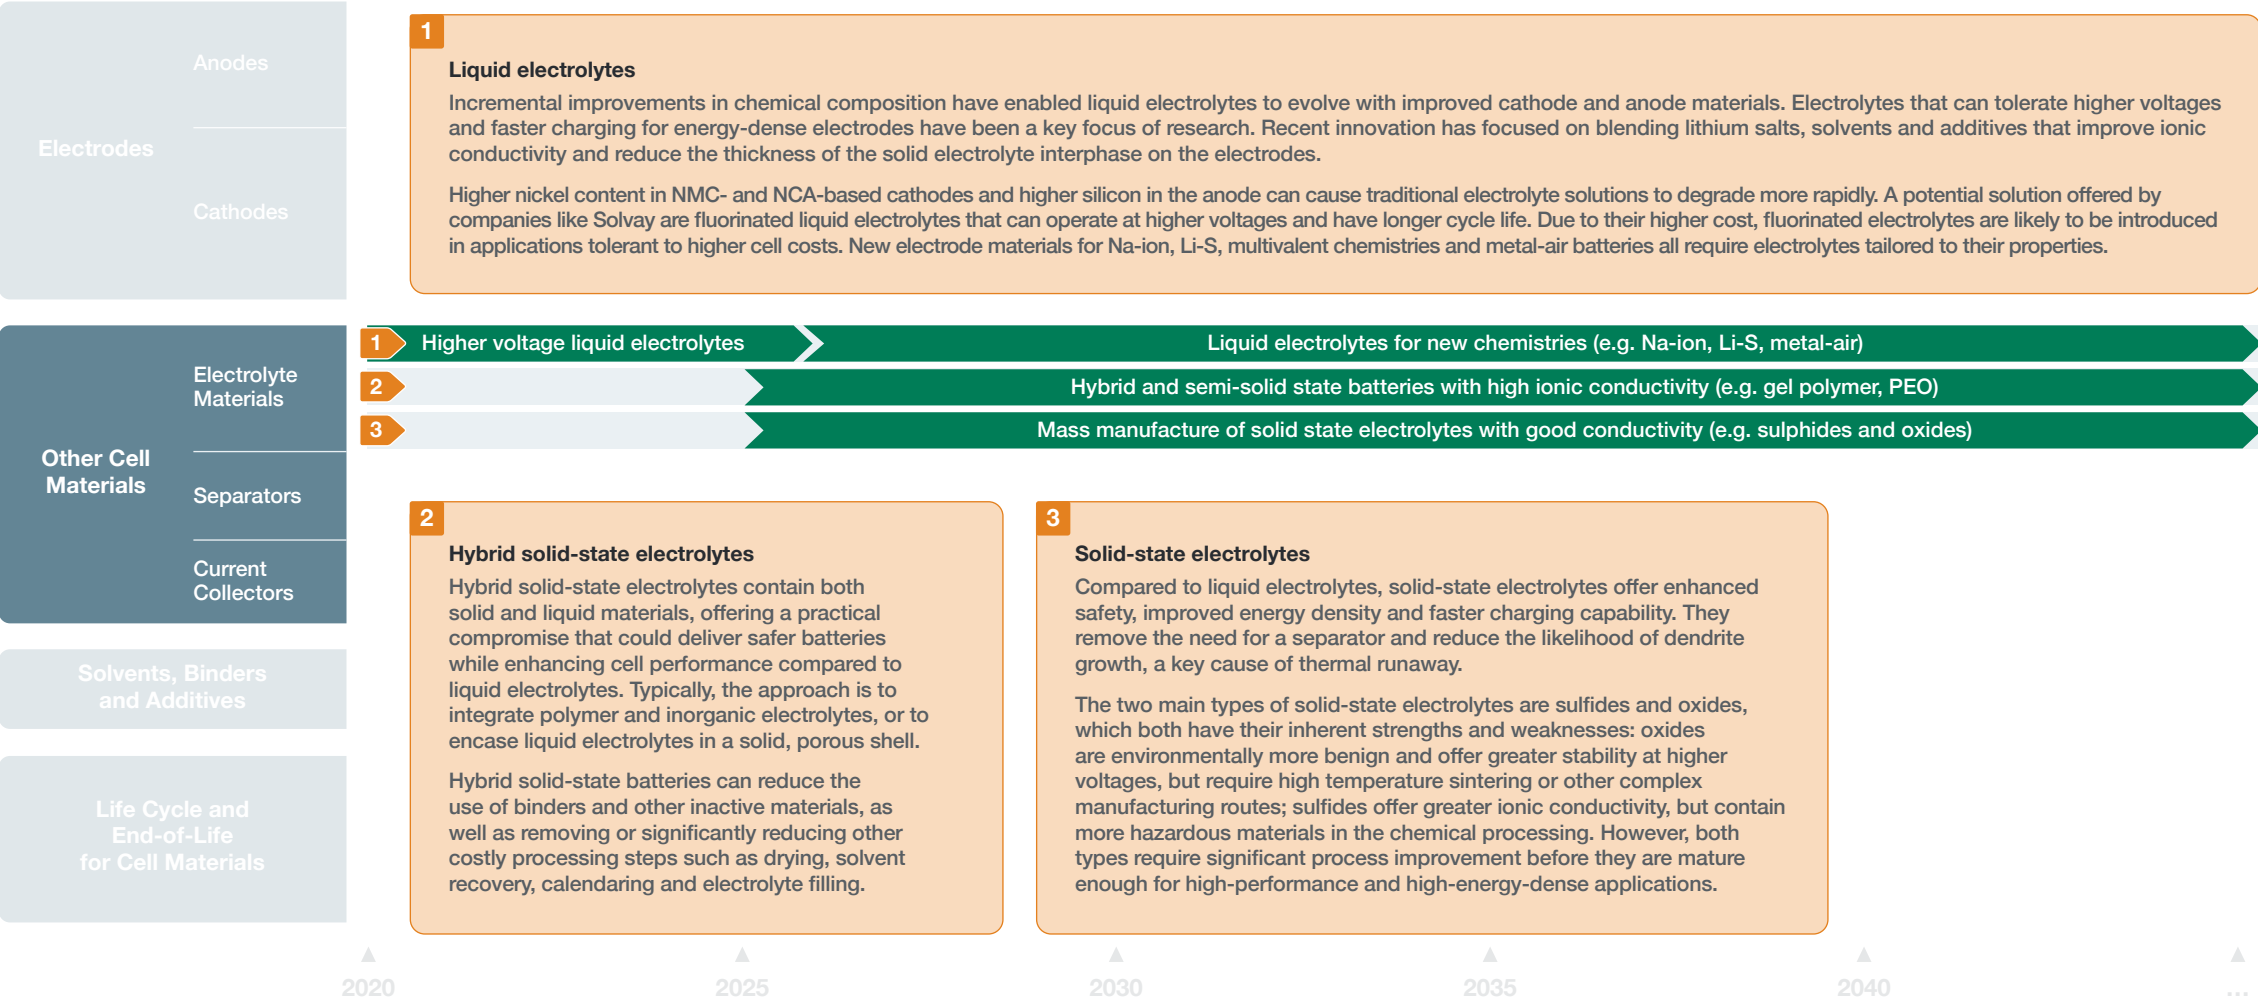 Electrodes
Anodes
Cathodes
1
Liquid electrolytes
Incremental improvements in chemical composition have enabled liquid electrolytes to evolve with improved cathode and anode materials. Electrolytes that can tolerate higher voltages
and faster charging for energy-dense electrodes have been a key focus of research. Recent innovation has focused on blending lithium salts, solvents and additives that improve ionic
conductivity and reduce the thickness of the solid electrolyte interphase on the electrodes.
Higher nickel content in NMC- and NCA-based cathodes and higher silicon in the anode can cause traditional electrolyte solutions to degrade more rapidly. A potential solution offered by
companies like Solvay are fluorinated liquid electrolytes that can operate at higher voltages and have longer cycle life. Due to their higher cost, fluorinated electrolytes are likely to be introduced
in applications tolerant to higher cell costs. New electrode materials for Na-ion, Li-S, multivalent chemistries and metal-air batteries all require electrolytes tailored to their properties.
Other Cell
Materials
Electrolyte
Materials
Separators
Current
Collectors
1
Higher voltage liquid electrolytes
Liquid electrolytes for new chemistries (e.g. Na-ion, Li-S, metal-air)
2
Hybrid and semi-solid state batteries with high ionic conductivity (e.g. gel polymer, PEO)
3
Mass manufacture of solid state electrolytes with good conductivity (e.g. sulphides and oxides)
2
Hybrid solid-state electrolytes
Hybrid solid-state electrolytes contain both
solid and liquid materials, offering a practical
compromise that could deliver safer batteries
while enhancing cell performance compared to
liquid electrolytes. Typically, the approach is to
integrate polymer and inorganic electrolytes, or to
encase liquid electrolytes in a solid, porous shell.
Hybrid solid-state batteries can reduce the
use of binders and other inactive materials, as
well as removing or significantly reducing other
costly processing steps such as drying, solvent
recovery, calendaring and electrolyte filling.
3
Solid-state electrolytes
Compared to liquid electrolytes, solid-state electrolytes offer enhanced
safety, improved energy density and faster charging capability. They
remove the need for a separator and reduce the likelihood of dendrite
growth, a key cause of thermal runaway.
The two main types of solid-state electrolytes are sulfides and oxides,
which both have their inherent strengths and weaknesses: oxides
are environmentally more benign and offer greater stability at higher
voltages, but require high temperature sintering or other complex
manufacturing routes; sulfides offer greater ionic conductivity, but contain
more hazardous materials in the chemical processing. However, both
types require significant process improvement before they are mature
enough for high-performance and high-energy-dense applications.
Solvents, Binders
and Additives
Life Cycle and
End-of-Life
for Cell Materials
2020
2025
2030
2035
2040
...